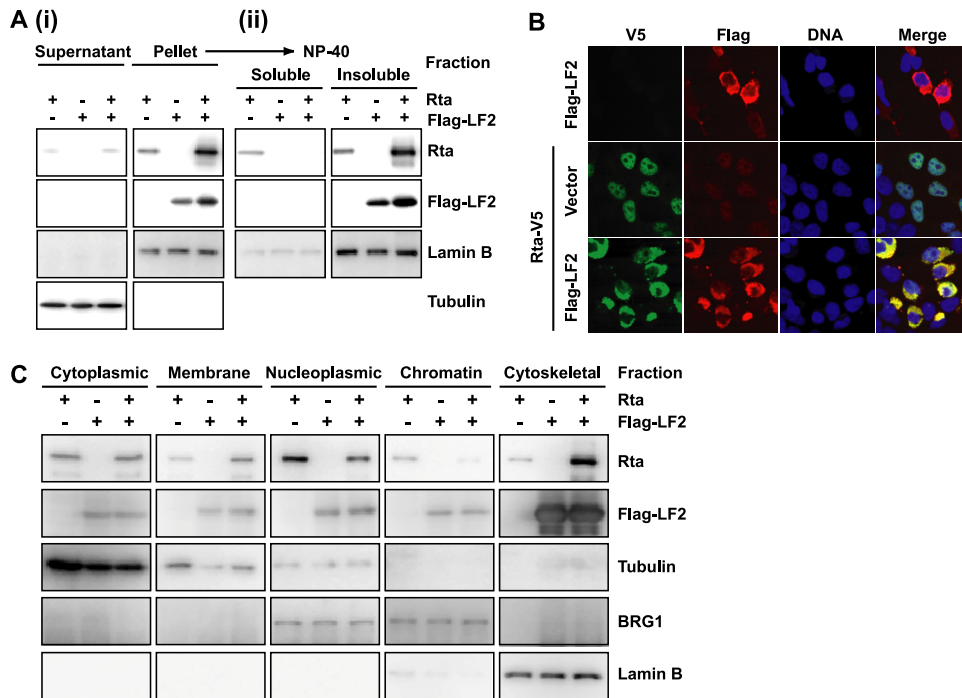 A (i) (ii)
Supernatant Pellet NP-40 Fraction
Soluble Insoluble
+ - + + - + + - + + - + Rta
- + + - + + - + + - + + Flag-LF2
Rta
Flag-LF2
Lamin B
Tubulin
B
V5 Flag DNA Merge
Flag-LF2
Rta-V5
Vector
Flag-LF2
C
Cytoplasmic Membrane Nucleoplasmic Chromatin Cytoskeletal Fraction
+ - + + - + + - + + - + + - + Rta
- + + - + + - + + - + + - + + Flag-LF2
Rta
Flag-LF2
Tubulin
BRG1
Lamin B